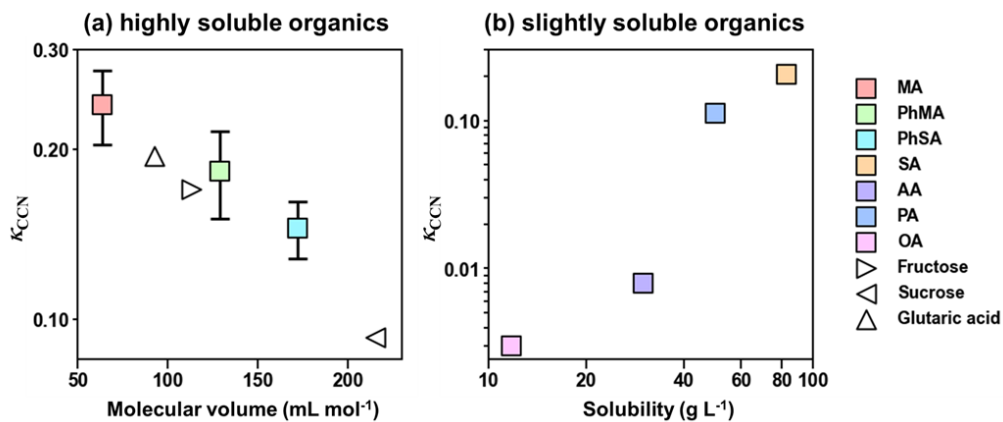 (a) highly soluble organics
(b) slightly soluble organics
0.30
0.20
0.10
κCCN
50
100
150
200
Molecular volume (mL mol⁻¹)
0.10
0.01
κCCN
10
20
40
60
80
100
Solubility (g L⁻¹)
MA
PhMA
PhSA
SA
AA
PA
OA
Fructose
Sucrose
Glutaric acid